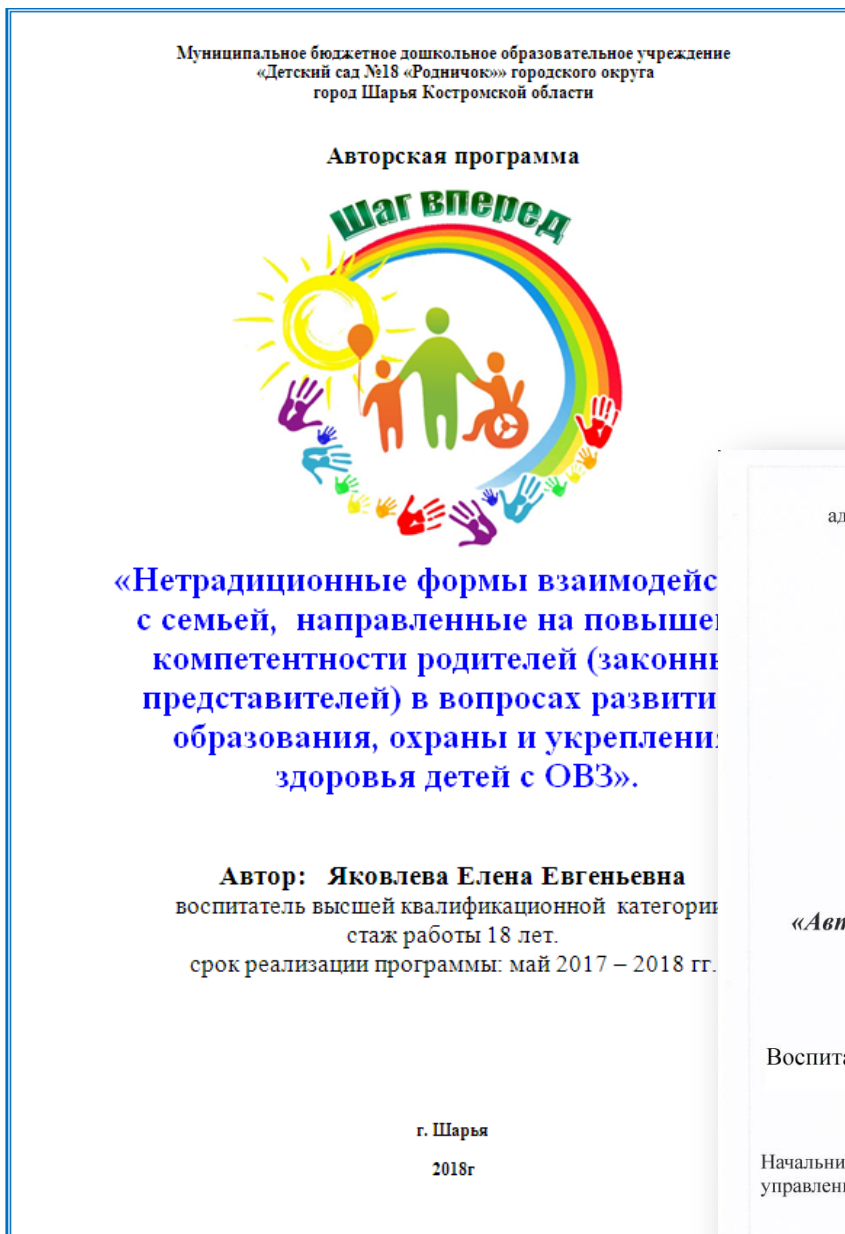 Муниципальное бюджетное дошкольное образовательное учреждение
«Детский сад №18 «Родничок»» городского округа
город Шарья Костромской области
Авторская программа
Шаг вперед
«Нетрадиционные формы взаимодейс
с семьей, направленные на повыше
компетентности родителей (законн
представителей) в вопросах развити
образования, охраны и укреплени
здоровья детей с ОВЗ».
Автор: Яковлева Елена Евгеньевна
воспитатель высшей квалификационной категории
стаж работы 18 лет.
срок реализации программы: май 2017 – 2018 гг.
г. Шарья
2018г
ад
«Авт
Воспита
Начальни
управлен